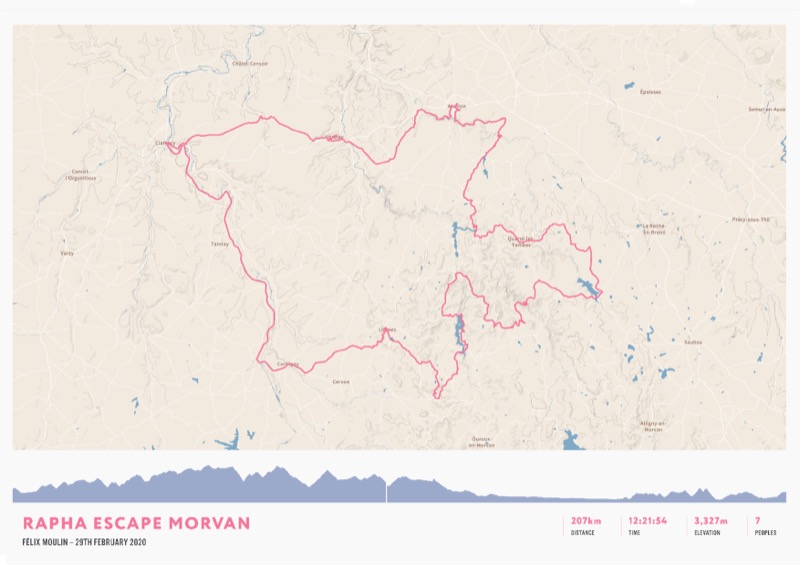 Châtel-Censoir
Époisses
Avallon
Semur-en-Auxois
Clamecy
Vézelay
Varzy
Tannay
Quarré-les-
Tombes
La Roche-
en-Brenil
Précy-sous-Thil
Lormes
Saulieu
Corbigny
Cervon
Alligny-en-
Morvan
Ouroux-
en-Morvan
RAPHA ESCAPE MORVAN
FÉLIX MOULIN – 29TH FEBRUARY 2020
207km
DISTANCE
12:21:54
TIME
3,327m
ELEVATION
7
PEOPLES